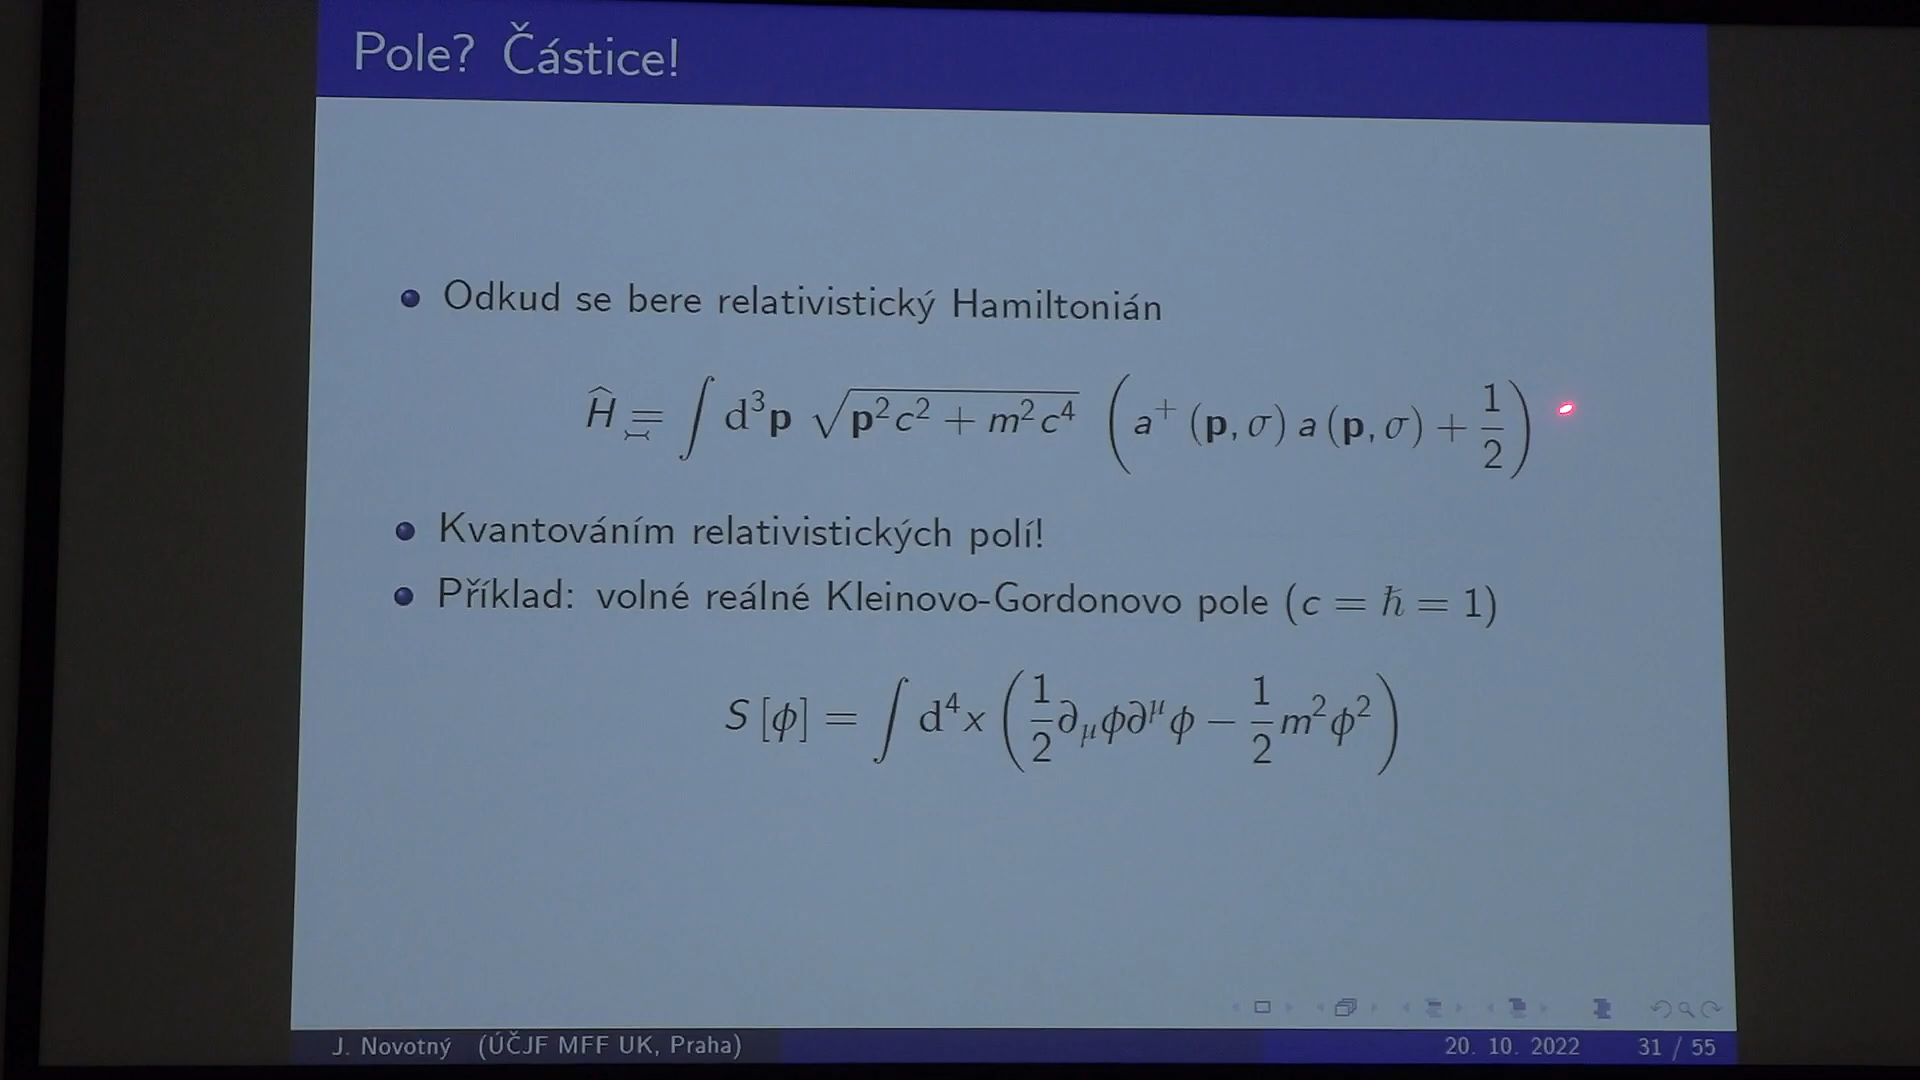 Pole? Částice!
Odkud se bere relativistický Hamiltonián
Ĥ = ∫ d³p √(p²c² + m²c⁴) (a⁺ (p, σ) a (p, σ) + 1/2)
Kvantováním relativistických polí!
Příklad: volné reálné Kleinovo-Gordonovo pole (c = ℏ = 1)
S [ϕ] = ∫ d⁴x (1/2 ∂_μ ϕ ∂^μ ϕ − 1/2 m²ϕ²)
J. Novotný (ÚČJF MFF UK, Praha) 20. 10. 2022 31 / 55